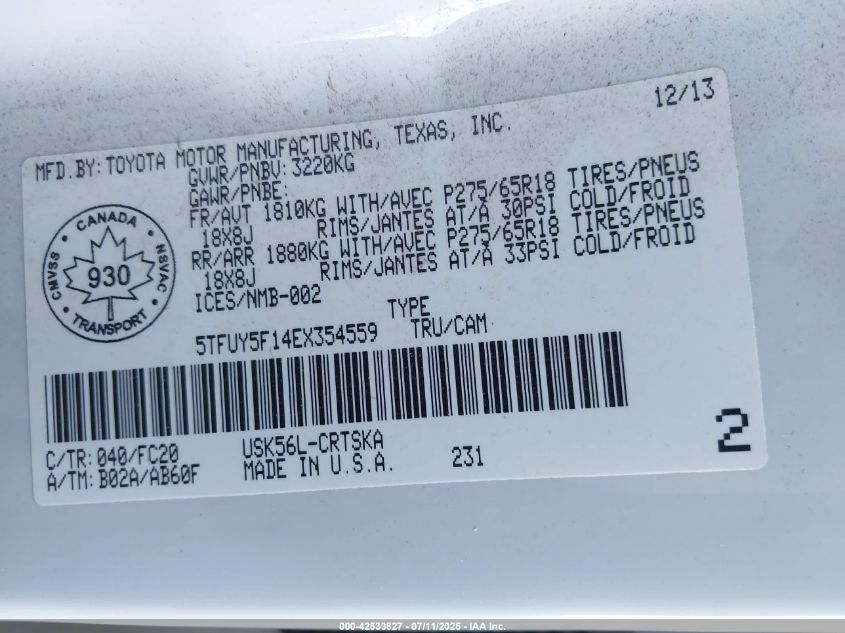 12/13
MFD.BY: TOYOTA MOTOR MANUFACTURING, TEXAS, INC.
GVWR/PNBV: 3220KG
GAWR/PNBE:
FR/AVT 1810KG WITH/AVEC P275/65R18 TIRES/PNEUS
18X8J RIMS/JANTES AT/A 30PSI COLD/FROID
RR/ARR 1880KG WITH/AVEC P275/65R18 TIRES/PNEUS
18X8J RIMS/JANTES AT/A 33PSI COLD/FROID
ICES/NMB-002
CANADA
CMVSS
930
NSVAC
TRANSPORT
TYPE
5TFUY5F14EX354559 TRU/CAM
C/TR: 040/FC20 USK56L-CRTSKA
A/TM: B02A/AB60F MADE IN U.S.A. 231
2
000-42533827 - 07/11/2025 - IAA Inc.